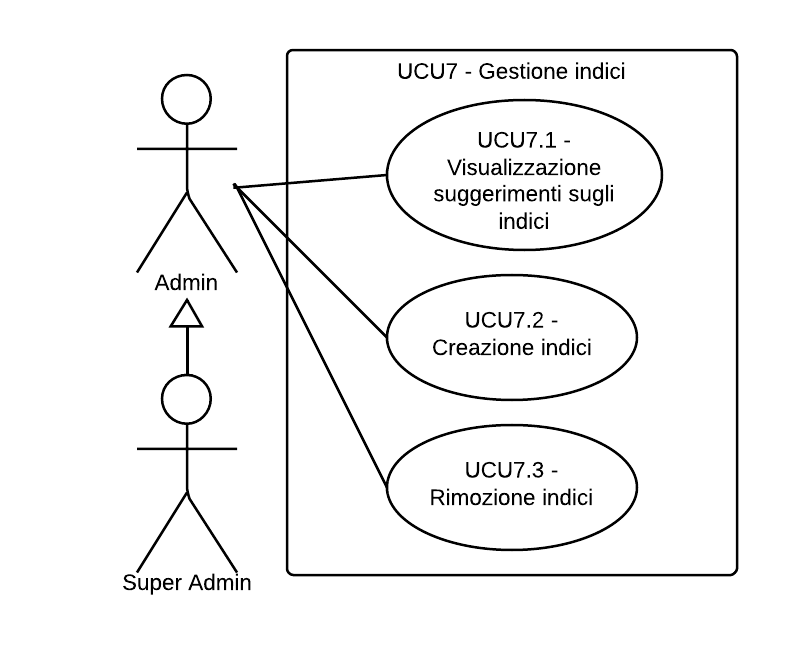 UCU7 - Gestione indici
UCU7.1 -
Visualizzazione
suggerimenti sugli
indici
Admin
UCU7.2 -
Creazione indici
UCU7.3 -
Rimozione indici
Super Admin